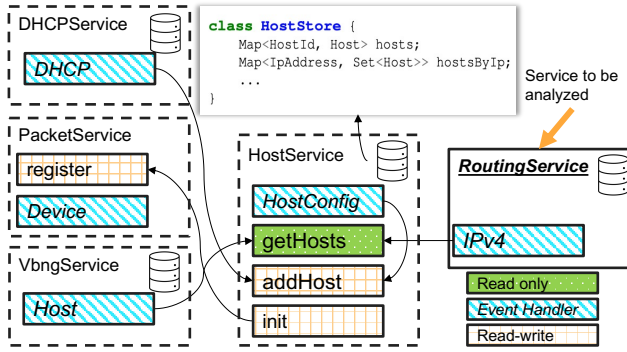 DHCPService
DHCP
PacketService
register
Device
VbngService
Host
class HostStore {
Map<HostId, Host> hosts;
Map<IpAddress, Set<Host>> hostsByIp;
...
}
HostService
HostConfig
getHosts
addHost
init
Service to be
analyzed
RoutingService
IPv4
Read only
Event Handler
Read-write